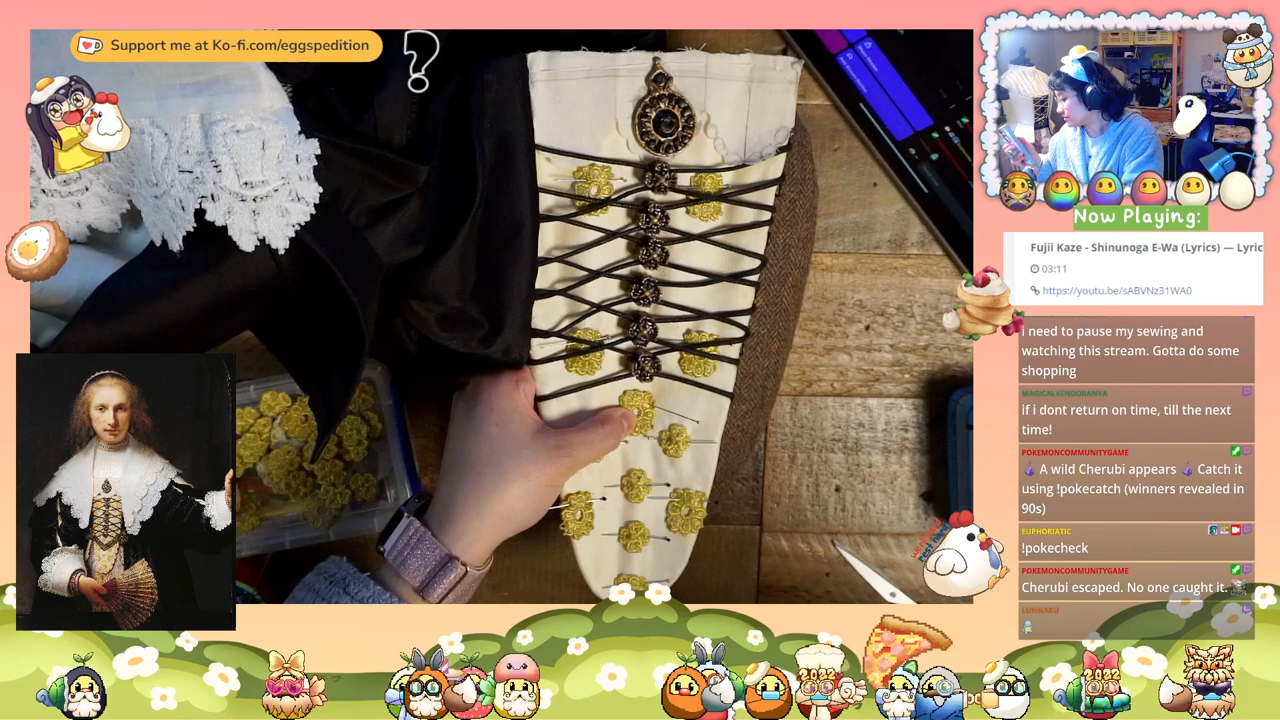 Support me at Ko-fi.com/eggspedition
?
Now Playing:
Fujii Kaze - Shinunoga E-Wa (Lyrics) — Lyric
03:11
https://youtu.be/sABVNz31WA0
i need to pause my sewing and
watching this stream. Gotta do some
shopping
MAGICALVENDORANYA
if i dont return on time, till the next
time!
POKEMONCOMMUNITYGAME
A wild Cherubi appears Catch it
using !pokecatch (winners revealed in
90s)
EUPHORIATIC
!pokecheck
POKEMONCOMMUNITYGAME
Cherubi escaped. No one caught it.
LUNNARIJ
2022
2022